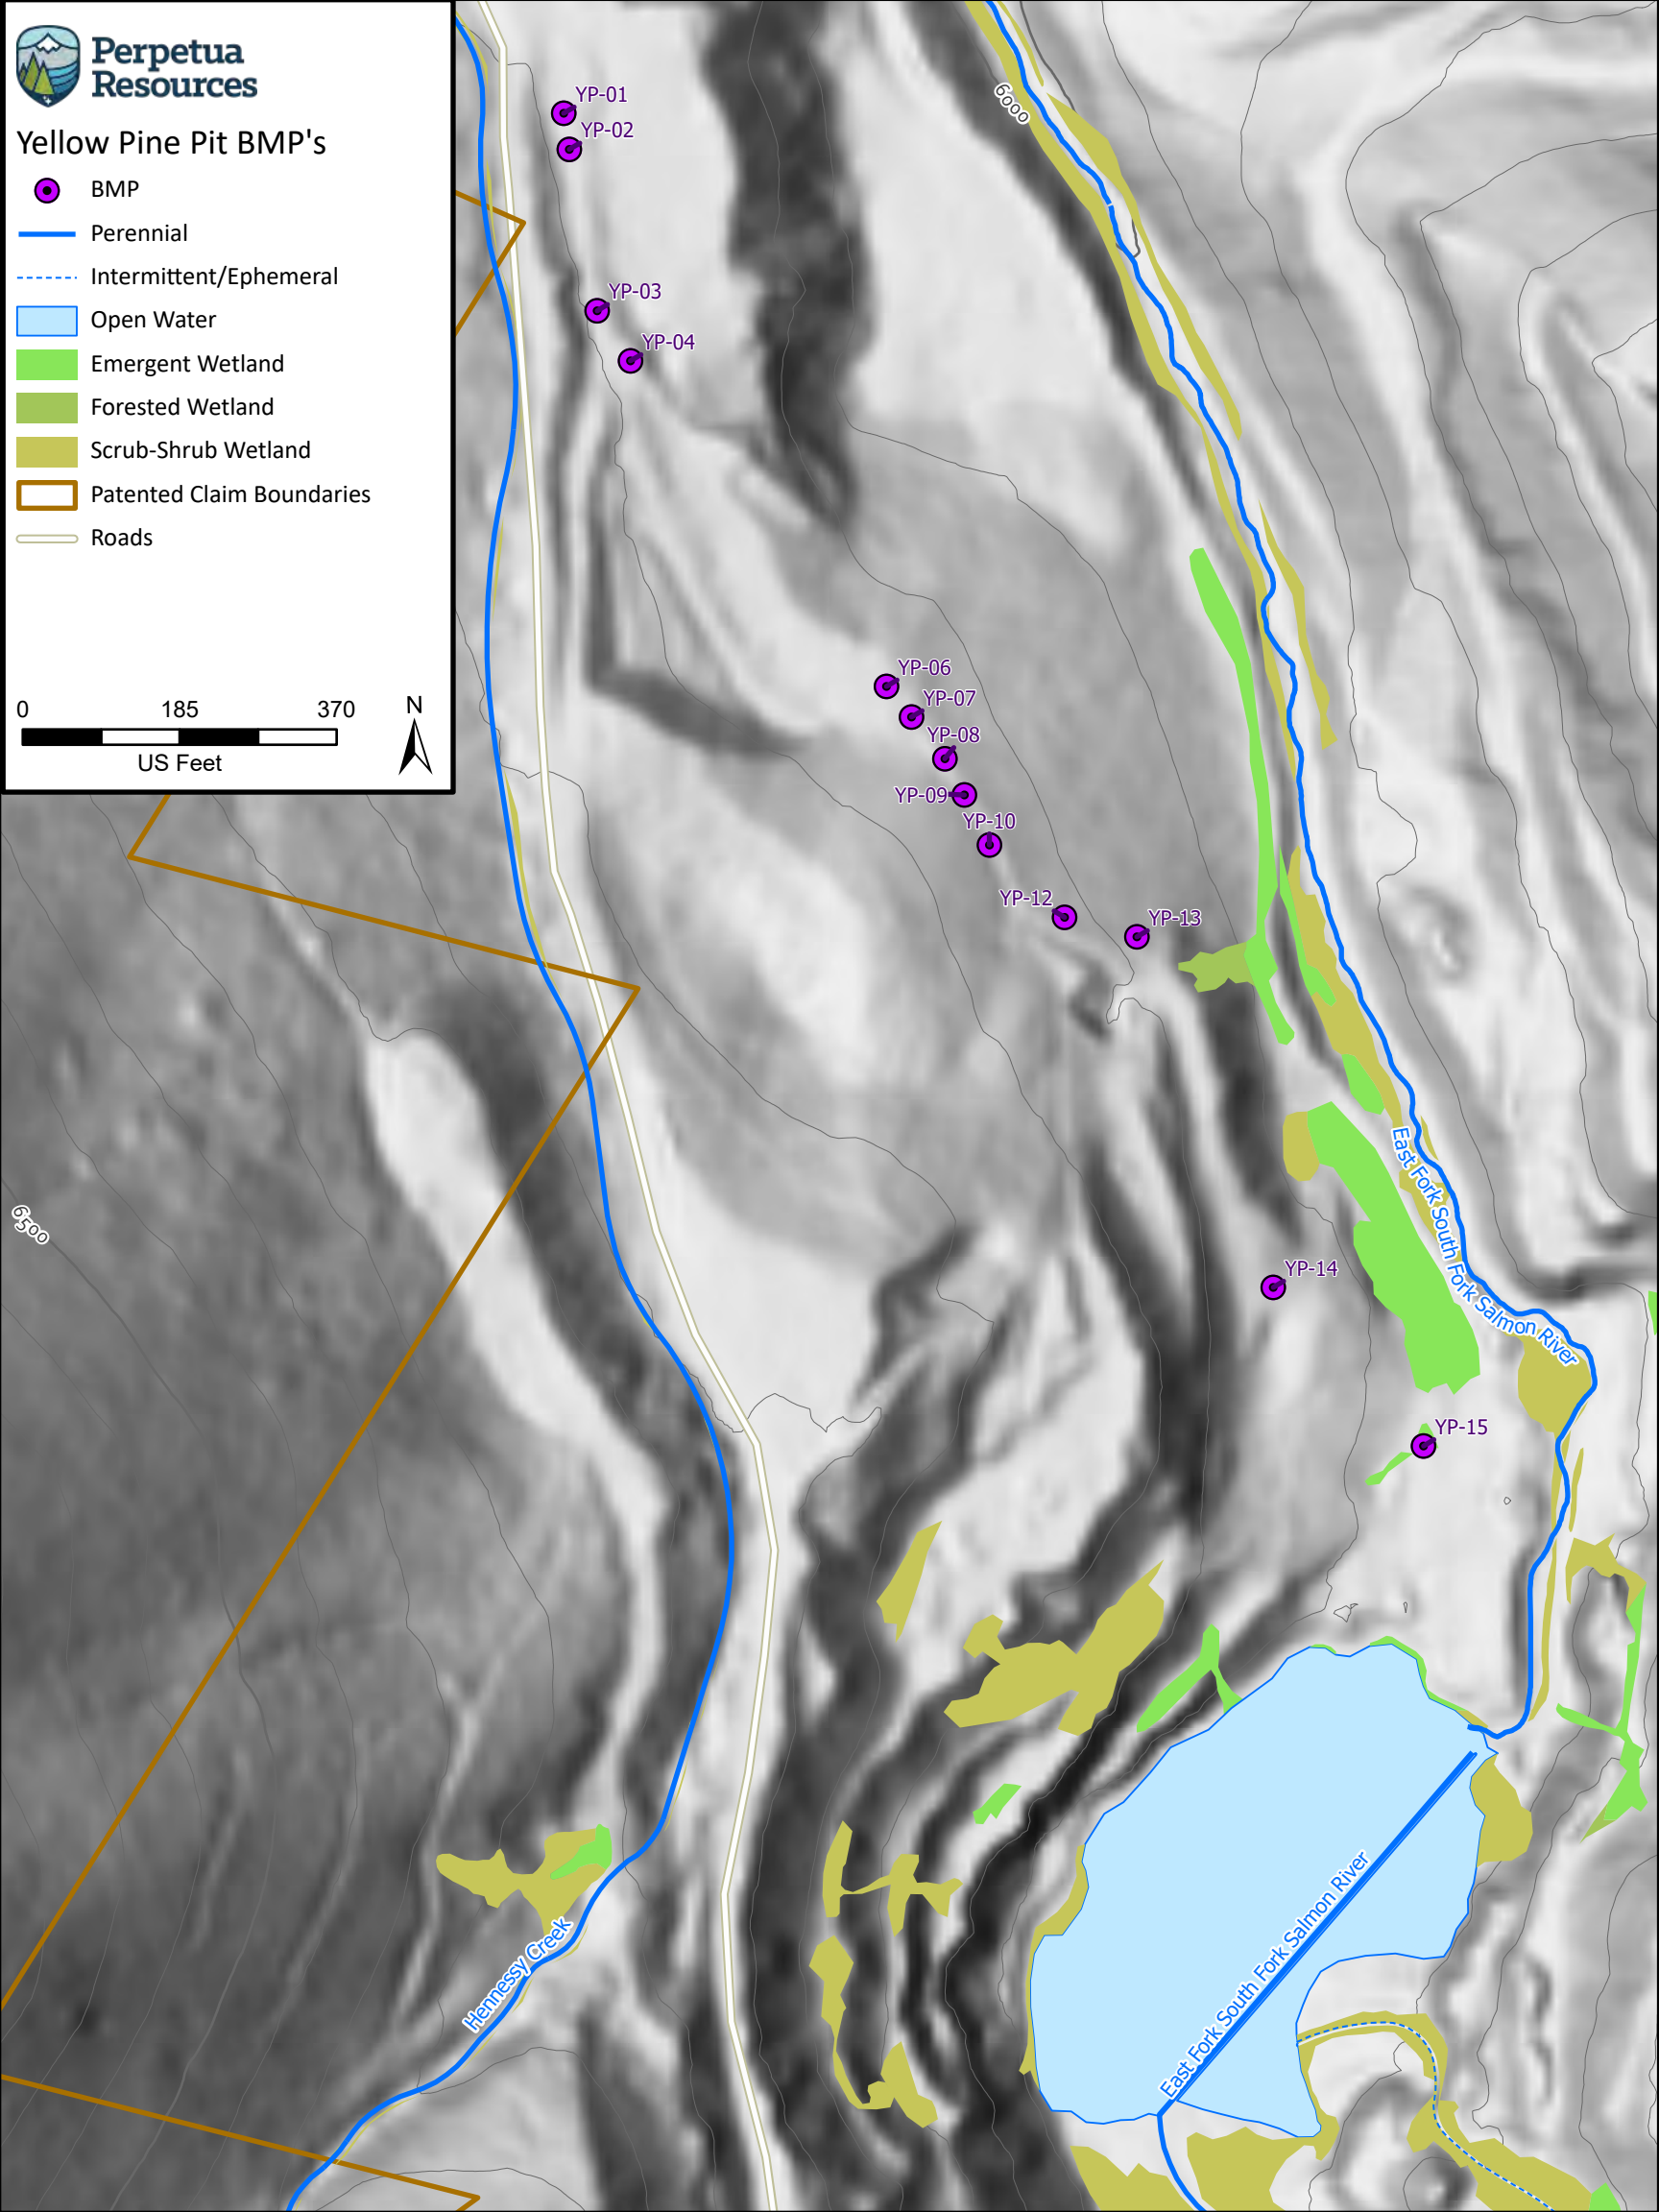 Perpetua
Resources
Yellow Pine Pit BMP's
BMP
Perennial
Intermittent/Ephemeral
Open Water
Emergent Wetland
Forested Wetland
Scrub-Shrub Wetland
Patented Claim Boundaries
Roads
0 185 370
US Feet
N
YP-01
YP-02
6000
YP-03
YP-04
YP-06
YP-07
YP-08
YP-09
YP-10
YP-12
YP-13
East Fork South Fork Salmon River
6500
YP-14
YP-15
East Fork South Fork Salmon River
Hennessy Creek